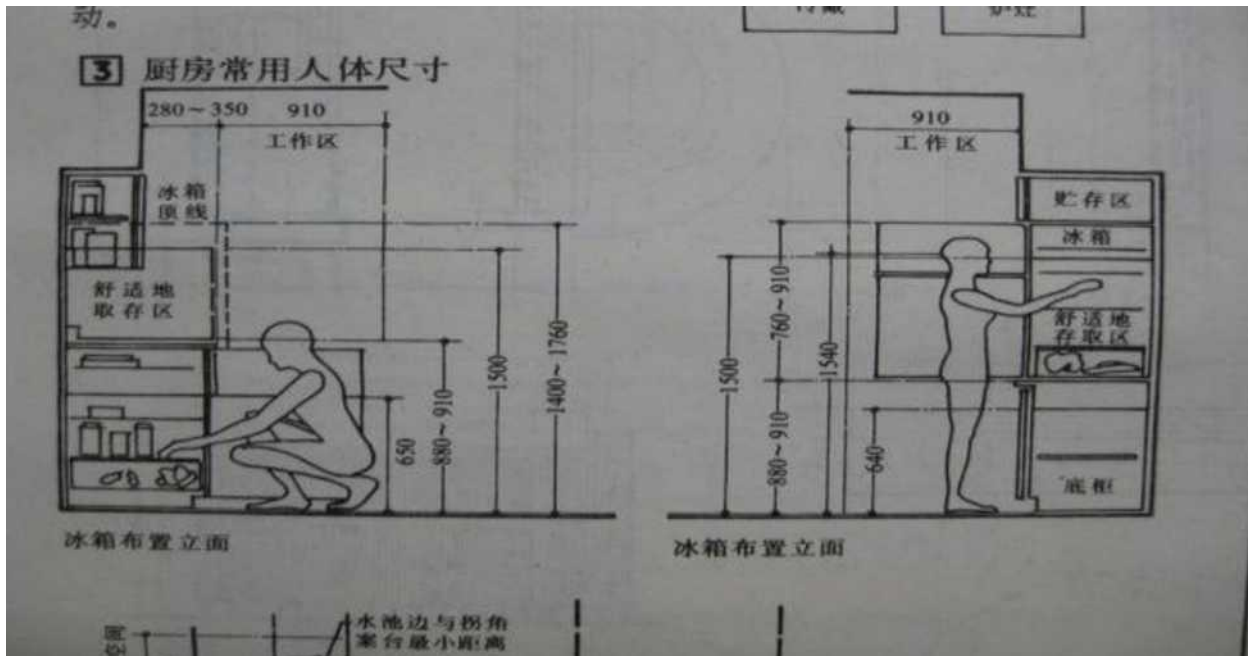 动。
炉灶
3 厨房常用人体尺寸
280~350
910
工作区
冰箱
顶线
舒适地
取存区
650
880~910
1500
1400~1760
冰箱布置立面
910
工作区
贮存区
冰箱
舒适地
存取区
底柜
1500
760~910
880~910
1540
640
冰箱布置立面
水池边与拐角
案台最小距离
空间